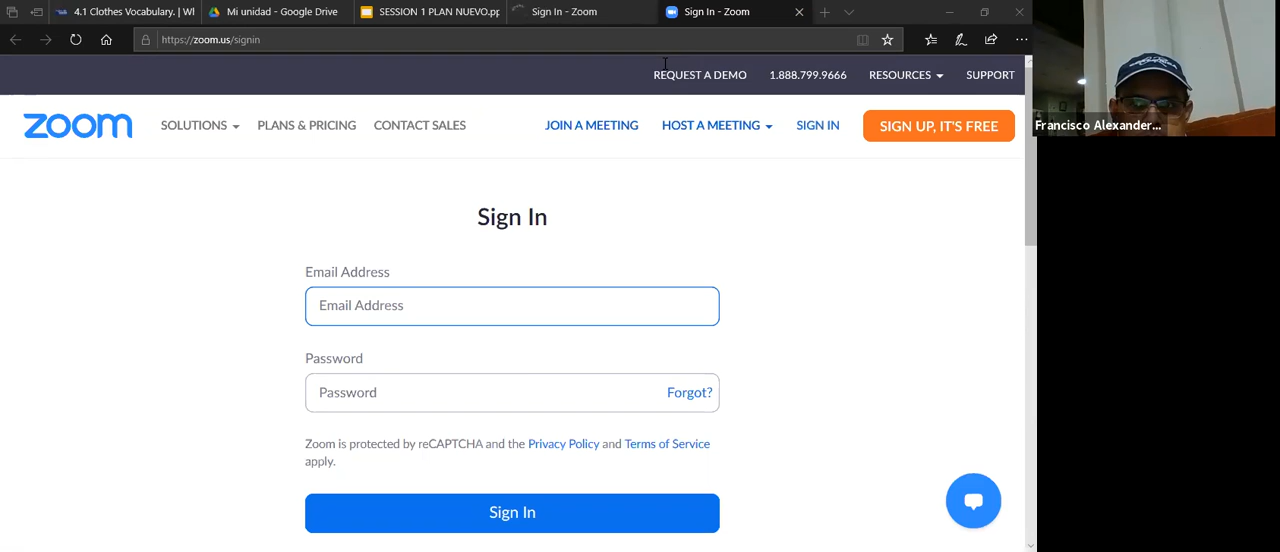 4.1 Clothes Vocabulary. | Wl
Mi unidad - Google Drive
SESSION 1 PLAN NUEVO.pp
Sign In - Zoom
Sign In - Zoom
https://zoom.us/signin
REQUEST A DEMO 1.888.799.9666 RESOURCES SUPPORT
zoom SOLUTIONS PLANS & PRICING CONTACT SALES JOIN A MEETING HOST A MEETING SIGN IN SIGN UP, IT'S FREE
Francisco Alexander...
Sign In
Email Address
Email Address
Password
Password Forgot?
Zoom is protected by reCAPTCHA and the Privacy Policy and Terms of Service
apply.
Sign In